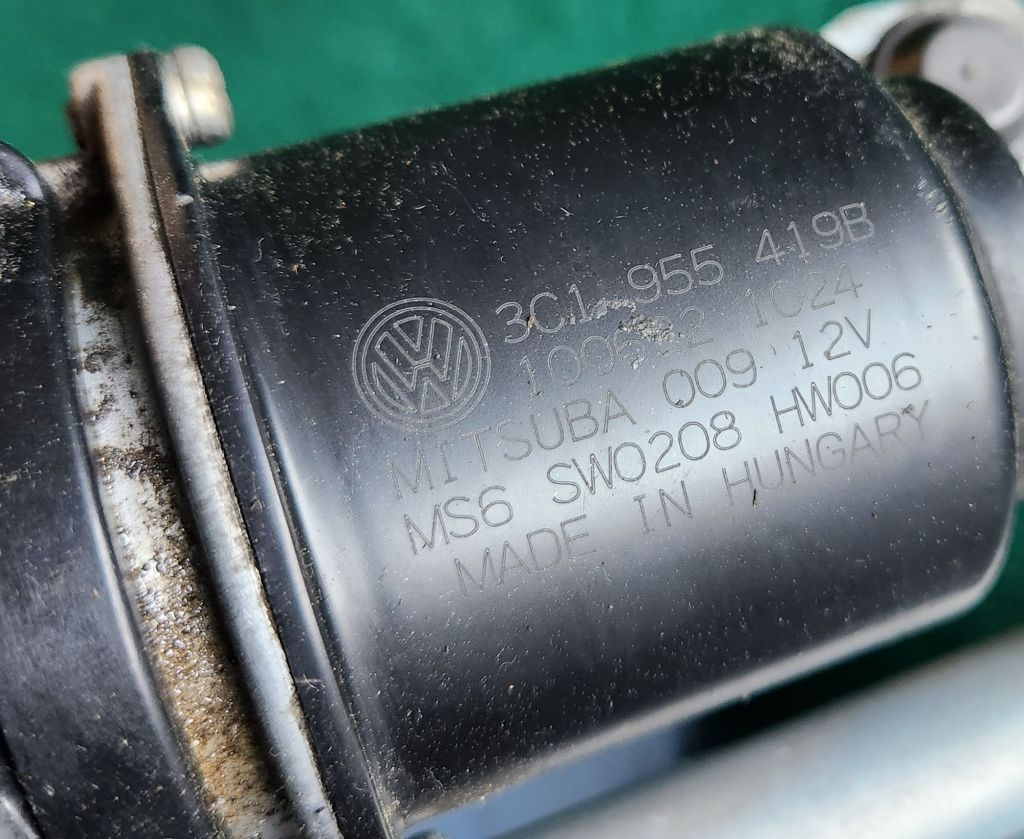 3C1 955 419B
1024
MITSUBA 009 12V
MS6 SW0208 HW006
MADE IN HUNGARY